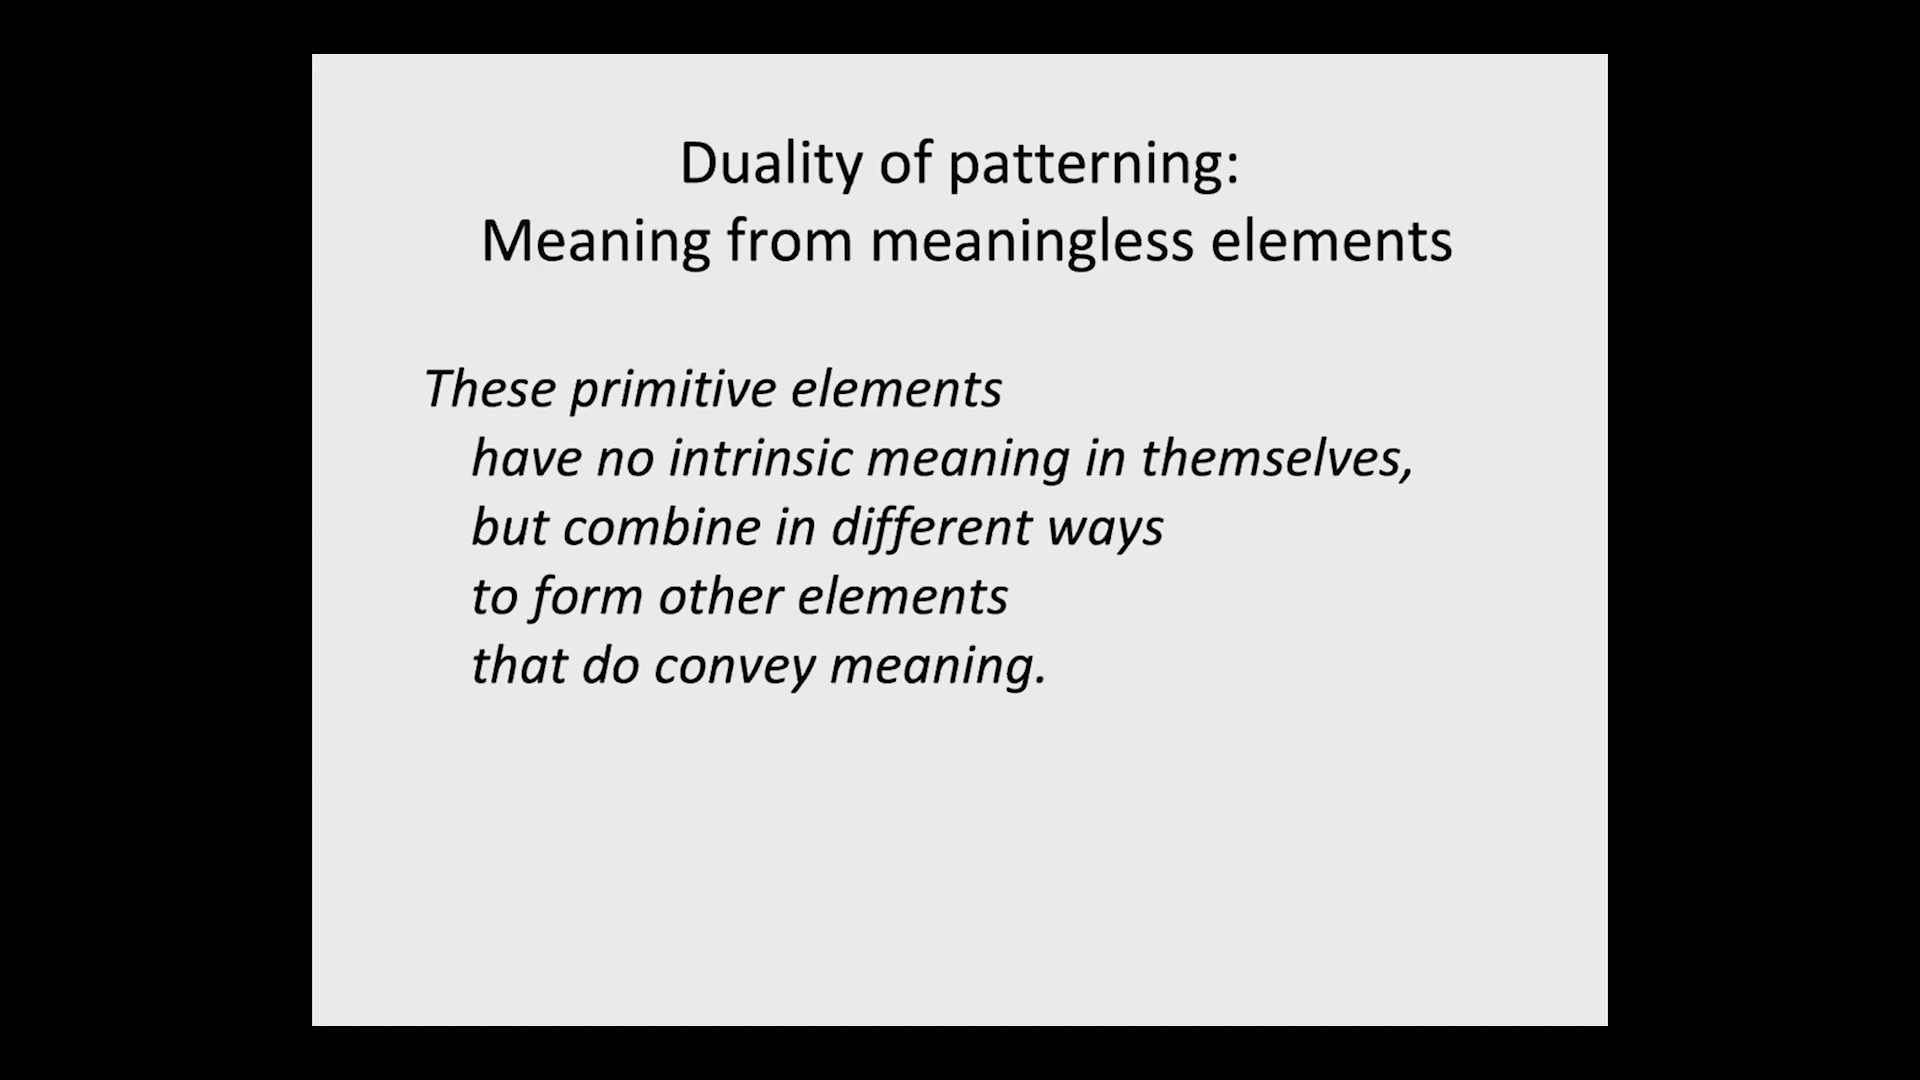 Duality of patterning:
Meaning from meaningless elements
These primitive elements
have no intrinsic meaning in themselves,
but combine in different ways
to form other elements
that do convey meaning.